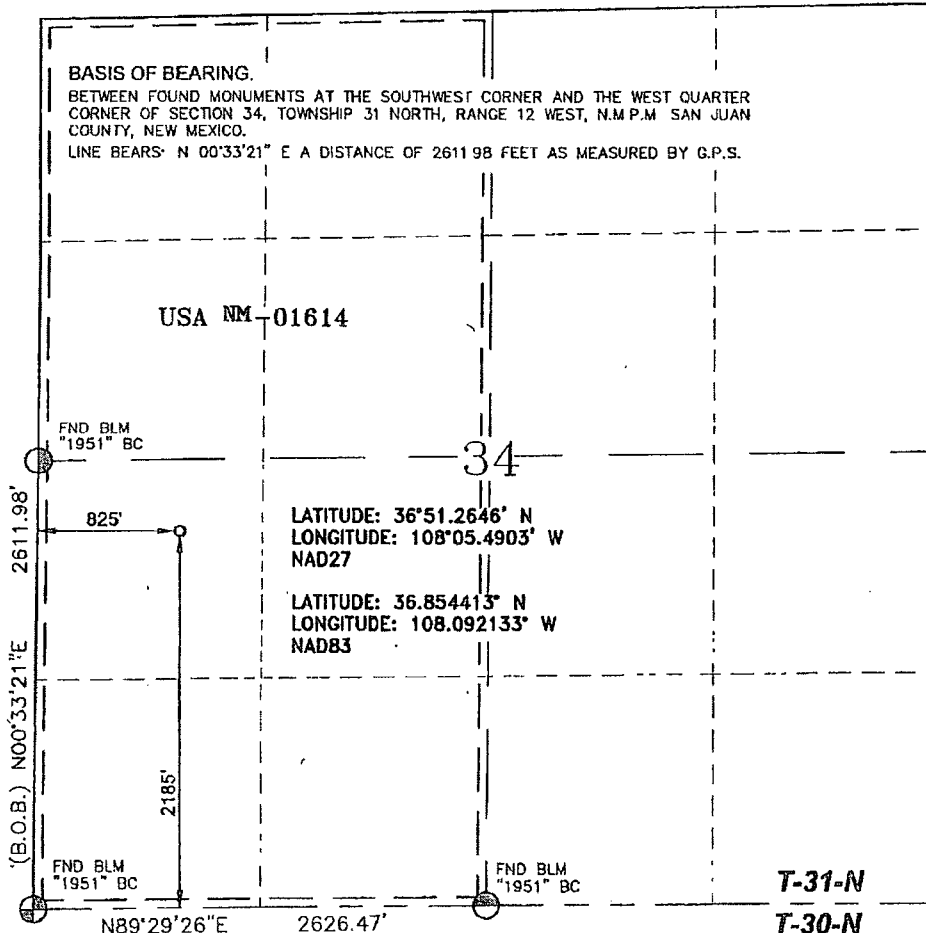 BASIS OF BEARING.
BETWEEN FOUND MONUMENTS AT THE SOUTHWEST CORNER AND THE WEST QUARTER
CORNER OF SECTION 34, TOWNSHIP 31 NORTH, RANGE 12 WEST, N.M P.M SAN JUAN
COUNTY, NEW MEXICO.
LINE BEARS· N 00°33'21" E A DISTANCE OF 2611 98 FEET AS MEASURED BY G.P.S.
USA NM-01614
FND BLM
"1951" BC
34
825'
LATITUDE: 36°51.2646' N
LONGITUDE: 108°05.4903' W
NAD27
LATITUDE: 36.854413° N
LONGITUDE: 108.092133° W
NAD83
(B.O.B.) N00°33'21"E 2611.98'
2185'
FND BLM
"1951" BC
FND BLM
"1951" BC
N89°29'26"E 2626.47'
T-31-N
T-30-N